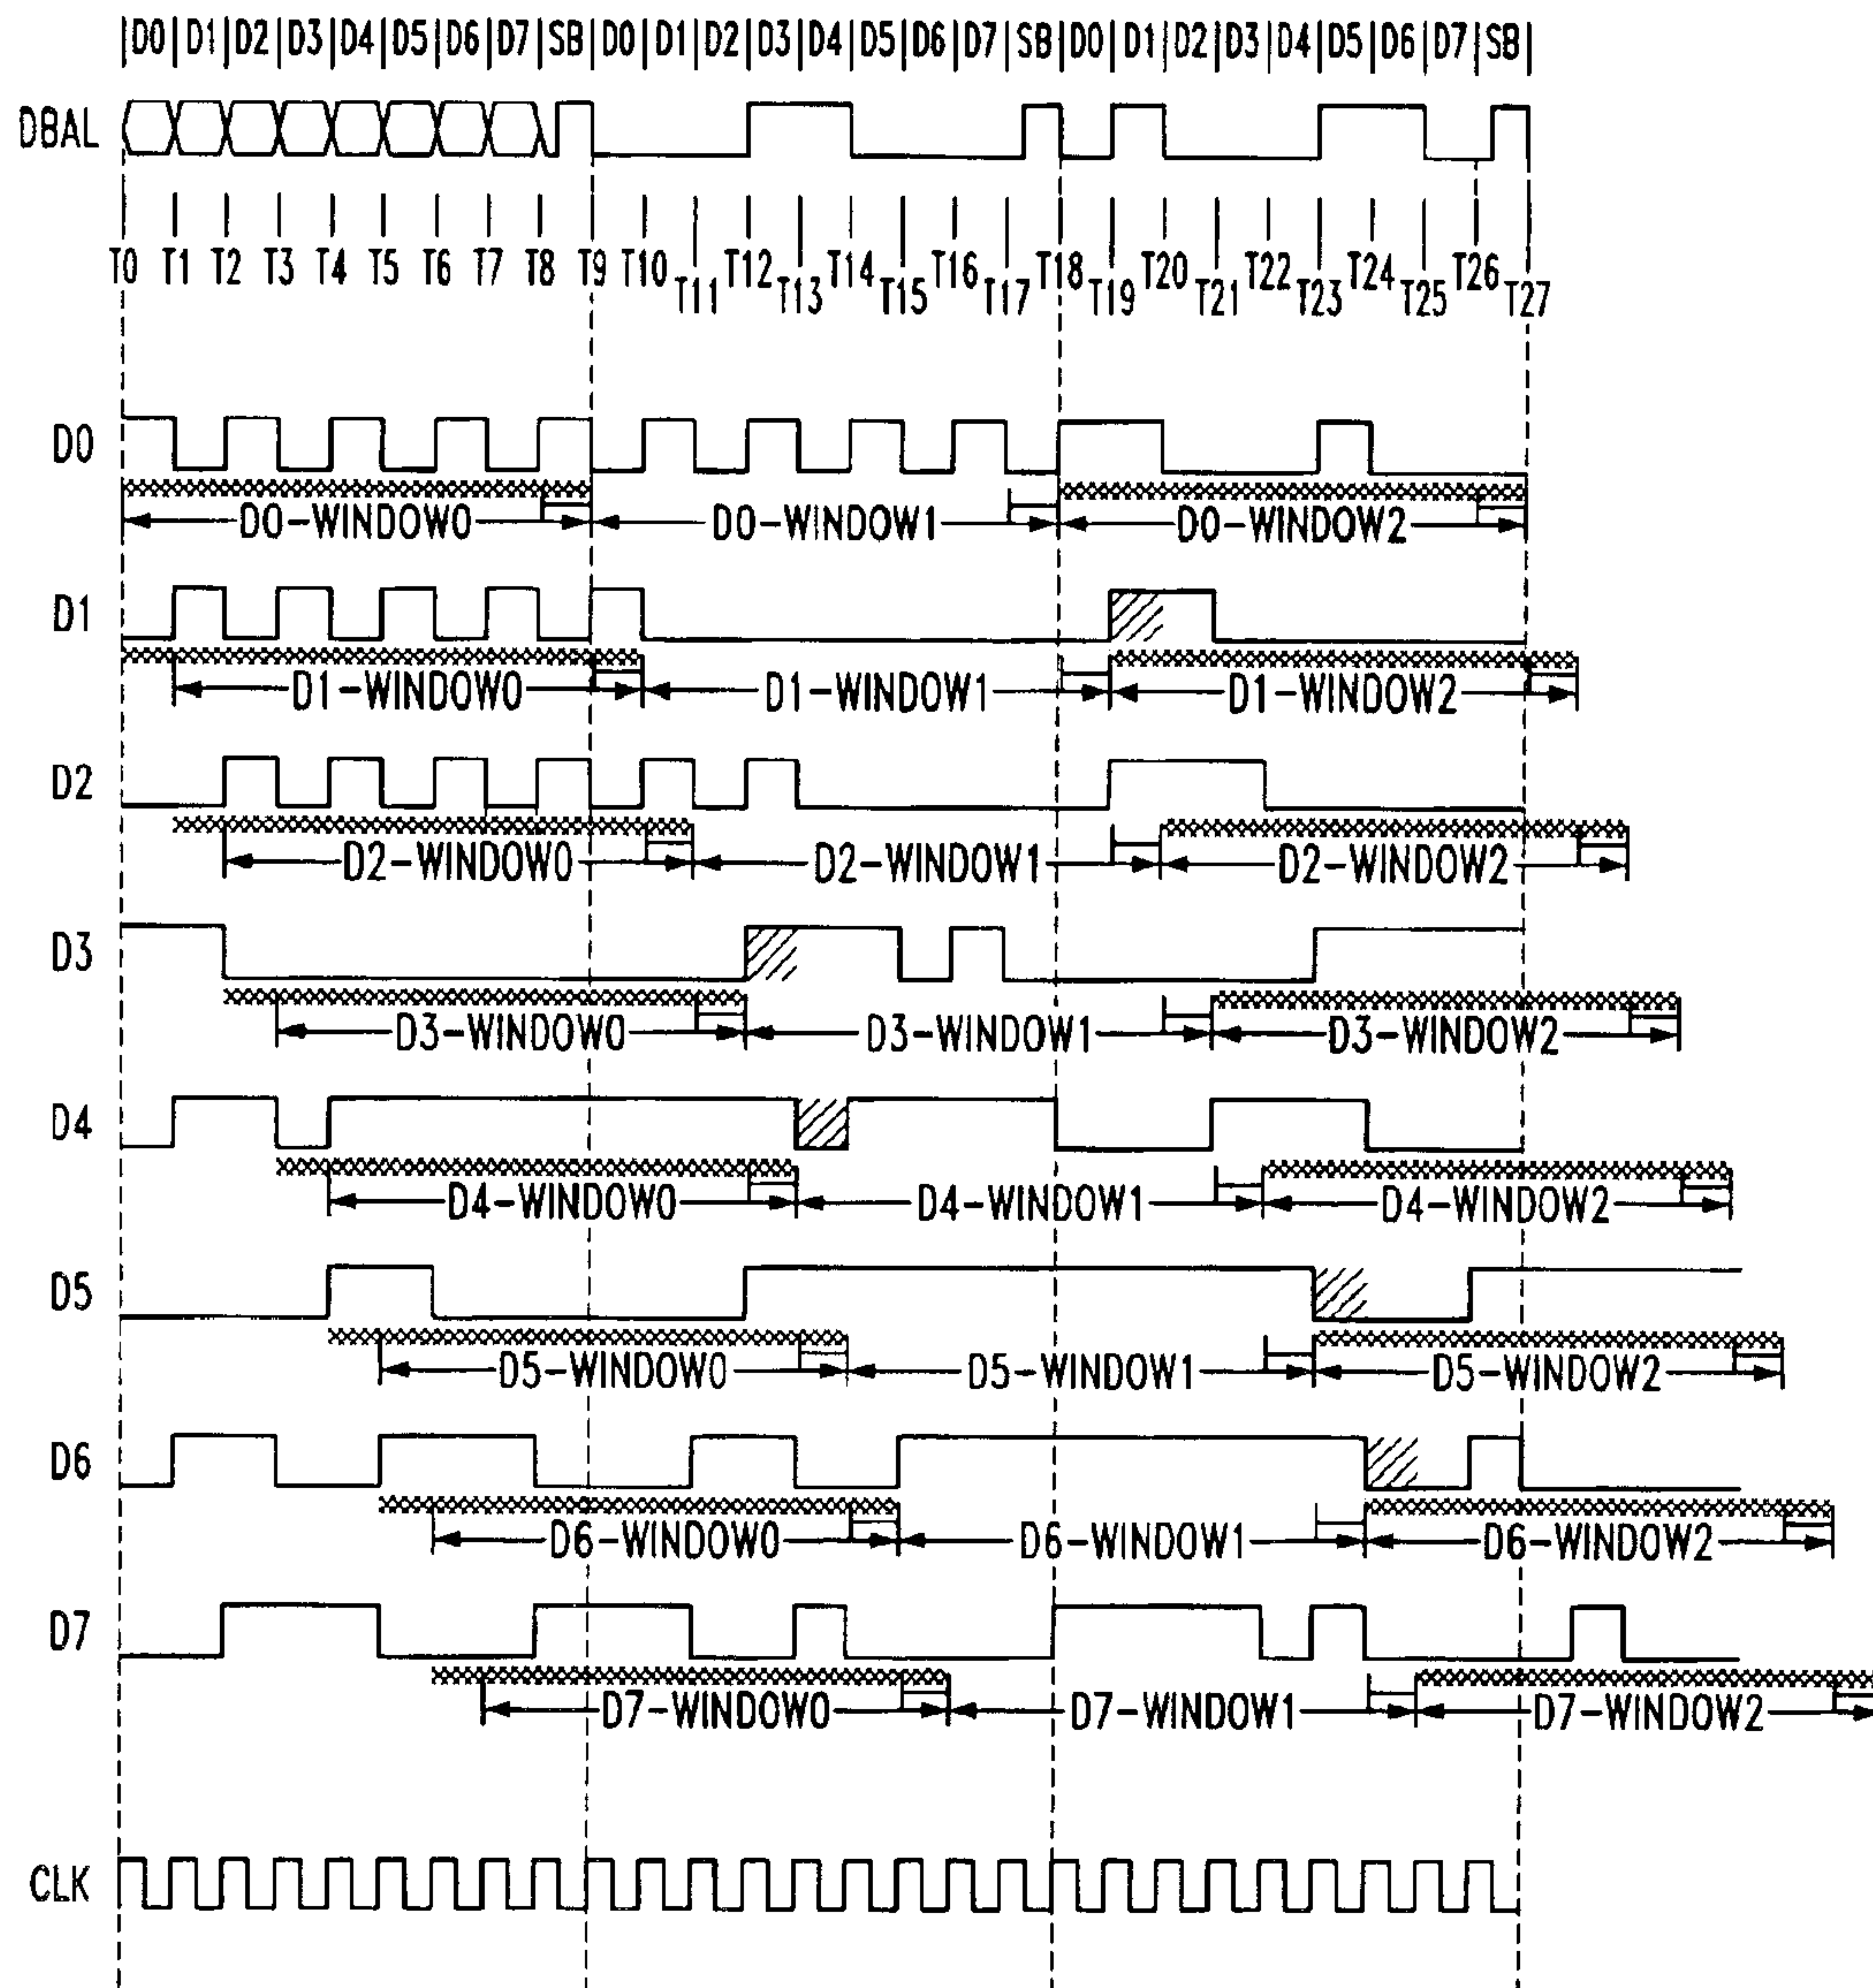 |D0|D1|D2|D3|D4|D5|D6|D7|SB|D0|D1|D2|D3|D4|D5|D6|D7|SB|D0|D1|D2|D3|D4|D5|D6|D7|SB|
DBAL
T0 T1 T2 T3 T4 T5 T6 T7 T8 T9 T10 T11 T12 T13 T14 T15 T16 T17 T18 T19 T20 T21 T22 T23 T24 T25 T26 T27
D0
D0-WINDOW0 D0-WINDOW1 D0-WINDOW2
D1
D1-WINDOW0 D1-WINDOW1 D1-WINDOW2
D2
D2-WINDOW0 D2-WINDOW1 D2-WINDOW2
D3
D3-WINDOW0 D3-WINDOW1 D3-WINDOW2
D4
D4-WINDOW0 D4-WINDOW1 D4-WINDOW2
D5
D5-WINDOW0 D5-WINDOW1 D5-WINDOW2
D6
D6-WINDOW0 D6-WINDOW1 D6-WINDOW2
D7
D7-WINDOW0 D7-WINDOW1 D7-WINDOW2
CLK